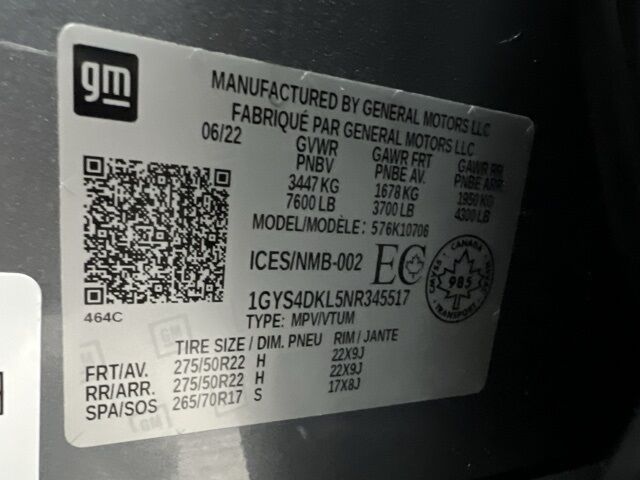 gm
MANUFACTURED BY GENERAL MOTORS LLC
FABRIQUÉ PAR GENERAL MOTORS LLC
06/22
GVWR GAWR FRT GAWR RR
PNBV PNBE AV. PNBE ARR.
3447 KG 1678 KG 1950 KG
7600 LB 3700 LB 4300 LB
MODEL/MODÈLE: 576K10706
ICES/NMB-002 EC
CANADA
985
TRANSPORT
1GYS4DKL5NR345517
464C
TYPE: MPV/VTUM
GM
TIRE SIZE / DIM. PNEU RIM / JANTE
FRT/AV. 275/50R22 H 22X9J
RR/ARR. 275/50R22 H 22X9J
SPA/SOS 265/70R17 S 17X8J
GM